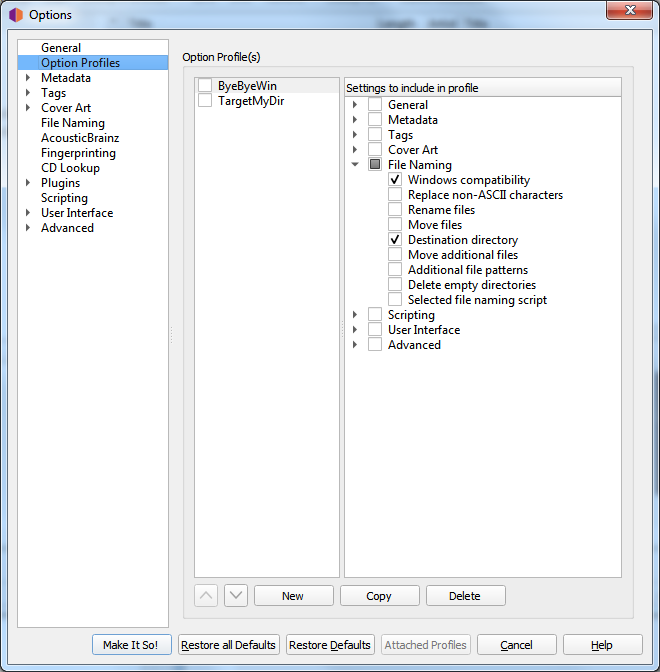 Options
General
Option Profiles
Metadata
Tags
Cover Art
File Naming
AcousticBrainz
Fingerprinting
CD Lookup
Plugins
Scripting
User Interface
Advanced
Option Profile(s)
ByeByeWin
TargetMyDir
Settings to include in profile
General
Metadata
Tags
Cover Art
File Naming
Windows compatibility
Replace non-ASCII characters
Rename files
Move files
Destination directory
Move additional files
Additional file patterns
Delete empty directories
Selected file naming script
Scripting
User Interface
Advanced
New Copy Delete
Make It So! Restore all Defaults Restore Defaults Attached Profiles Cancel Help